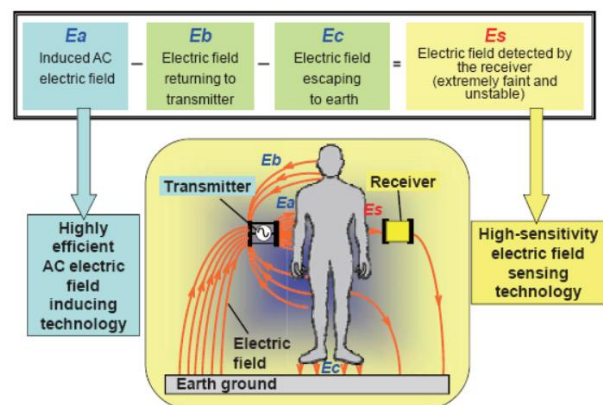 Ea
Induced AC
electric field
−
Eb
Electric field
returning to
transmitter
−
Ec
Electric field
escaping
to earth
=
Es
Electric field detected by
the receiver
(extremely faint and
unstable)
Eb
Transmitter
Ea
Es
Receiver
Highly
efficient
AC electric
field
inducing
technology
High-sensitivity
electric field
sensing
technology
Electric
field
Ec
Earth ground